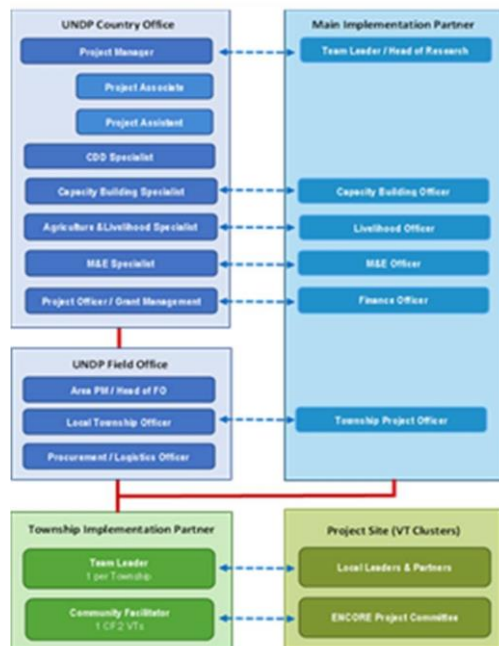 UNDP Country Office
Project Manager
Project Associate
Project Assistant
CDD Specialist
Capacity Building Specialist
Agriculture &Livelihood Specialist
M&E Specialist
Project Officer / Grant Management
Main Implementation Partner
Team Leader / Head of Research
Capacity Building Officer
Livelihood Officer
M&E Officer
Finance Officer
Township Project Officer
UNDP Field Office
Area PM / Head of FO
Local Township Officer
Procurement / Logistics Officer
Township Implementation Partner
Team Leader
1 per Township
Community Facilitator
1 CF 2 VTs
Project Site (VT Clusters)
Local Leaders & Partners
ENCORE Project Committee